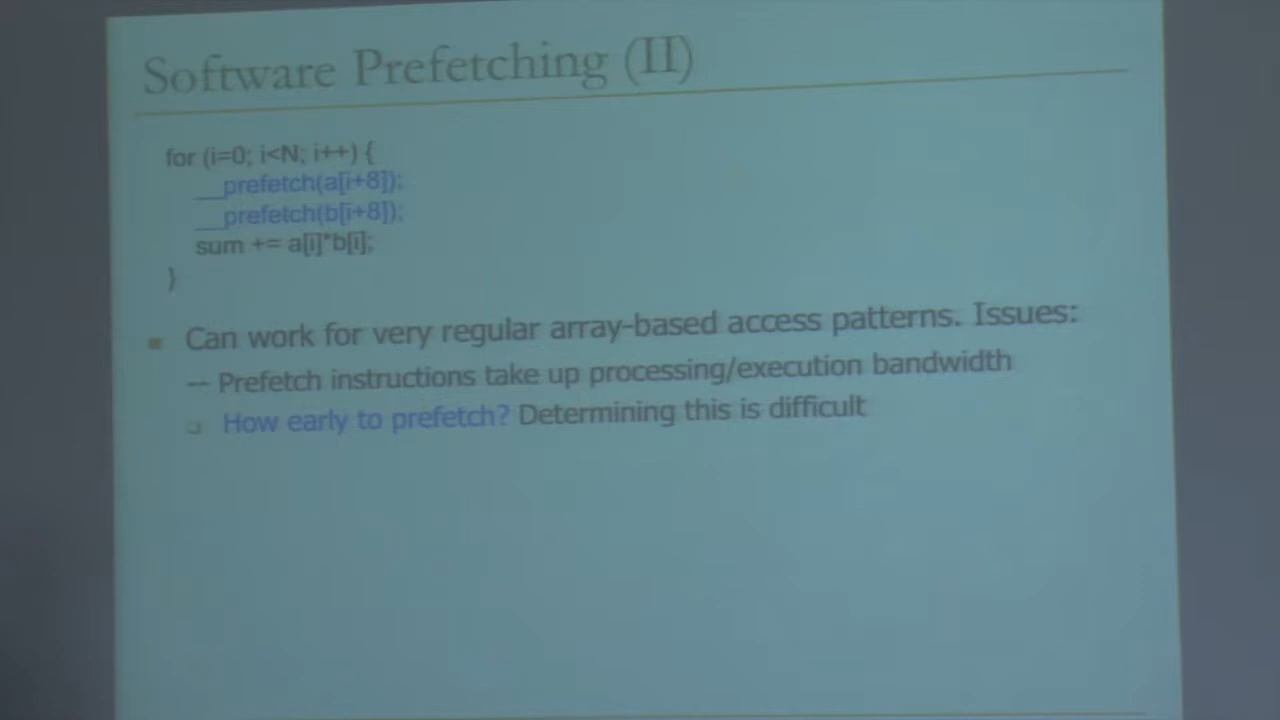 Software Prefetching (II)
for (i=0; i<N; i++) {
__prefetch(a[i+8]);
__prefetch(b[i+8]);
sum += a[i]*b[i];
}
Can work for very regular array-based access patterns. Issues:
-- Prefetch instructions take up processing/execution bandwidth
How early to prefetch? Determining this is difficult